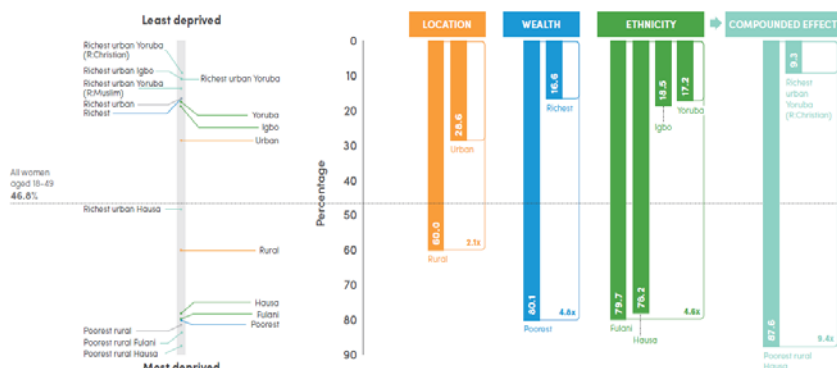 Least deprived
Richest urban Yoruba
(R:Christian)
Richest urban Igbo
Richest urban Yoruba
Richest urban Yoruba
(R:Muslim)
Richest urban
Richest
Yoruba
Igbo
Urban
All women
aged 18-49
46.8%
Richest urban Hausa
Rural
Hausa
Fulani
Poorest
Poorest rural
Poorest rural Fulani
Poorest rural Hausa
Most deprived
Percentage
0
10
20
30
40
50
60
70
80
90
LOCATION
60.0
Rural
28.6
Urban
2.1x
WEALTH
80.1
Poorest
16.6
Richest
4.8x
ETHNICITY
79.7
Fulani
78.2
Hausa
18.5
Igbo
17.2
Yoruba
4.6x
COMPOUNDED EFFECT
87.6
Poorest rural
Hausa
9.3
Richest
urban
Yoruba
(R:Christian)
9.4x